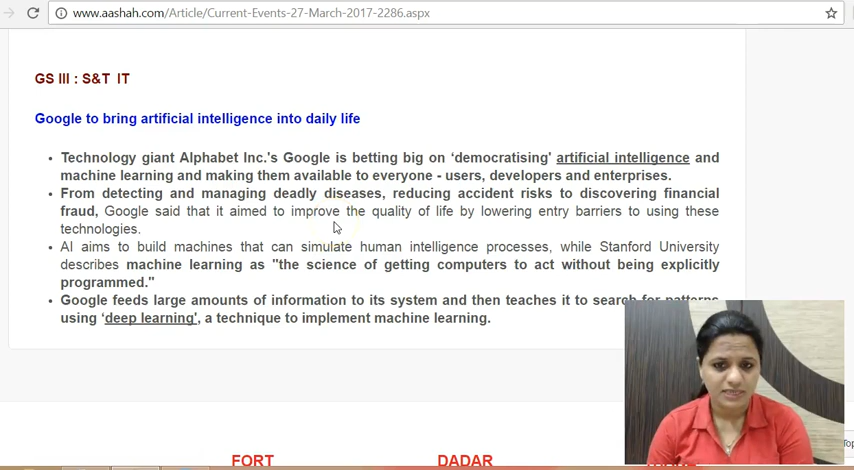 www.aashah.com/Article/Current-Events-27-March-2017-2286.aspx
GS III : S&T IT
Google to bring artificial intelligence into daily life
• Technology giant Alphabet Inc.'s Google is betting big on ‘democratising' artificial intelligence and
machine learning and making them available to everyone - users, developers and enterprises.
• From detecting and managing deadly diseases, reducing accident risks to discovering financial
fraud, Google said that it aimed to improve the quality of life by lowering entry barriers to using these
technologies.
• AI aims to build machines that can simulate human intelligence processes, while Stanford University
describes machine learning as "the science of getting computers to act without being explicitly
programmed."
• Google feeds large amounts of information to its system and then teaches it to search for patterns
using ‘deep learning', a technique to implement machine learning.
FORT DADAR